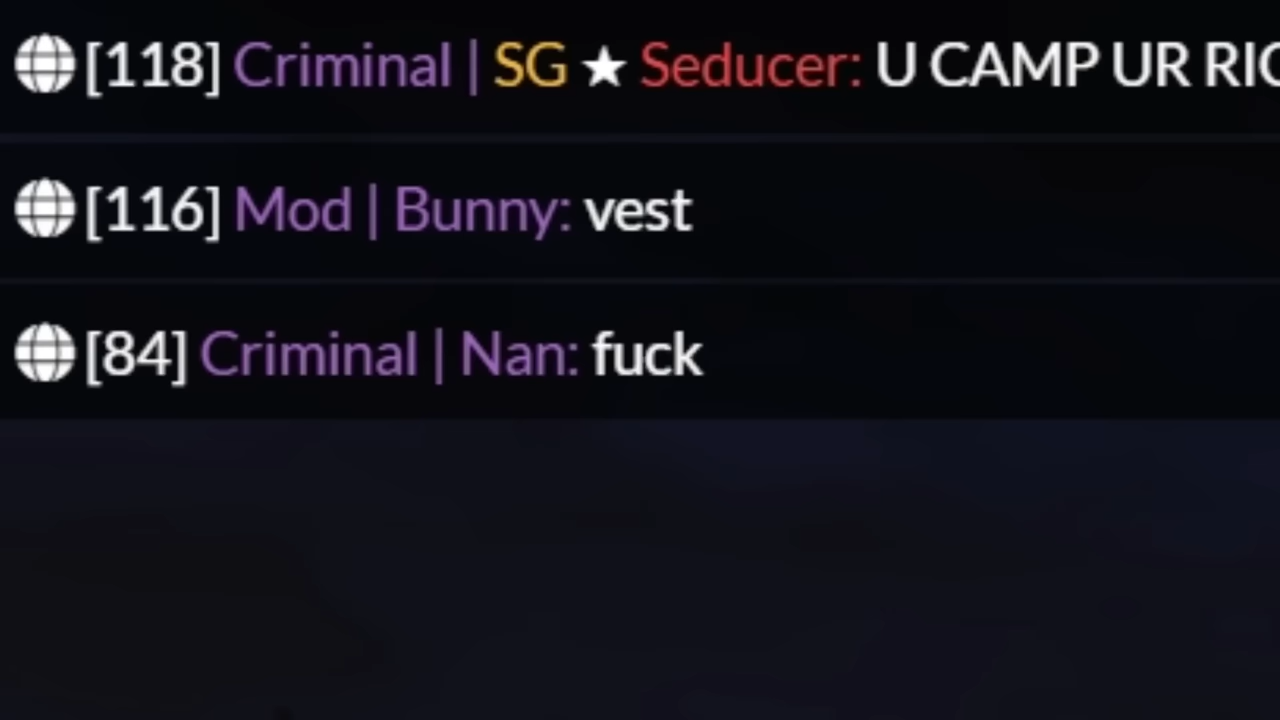 [118] Criminal | SG ★ Seducer: U CAMP UR
[116] Mod | Bunny: vest
[84] Criminal | Nan: fuck